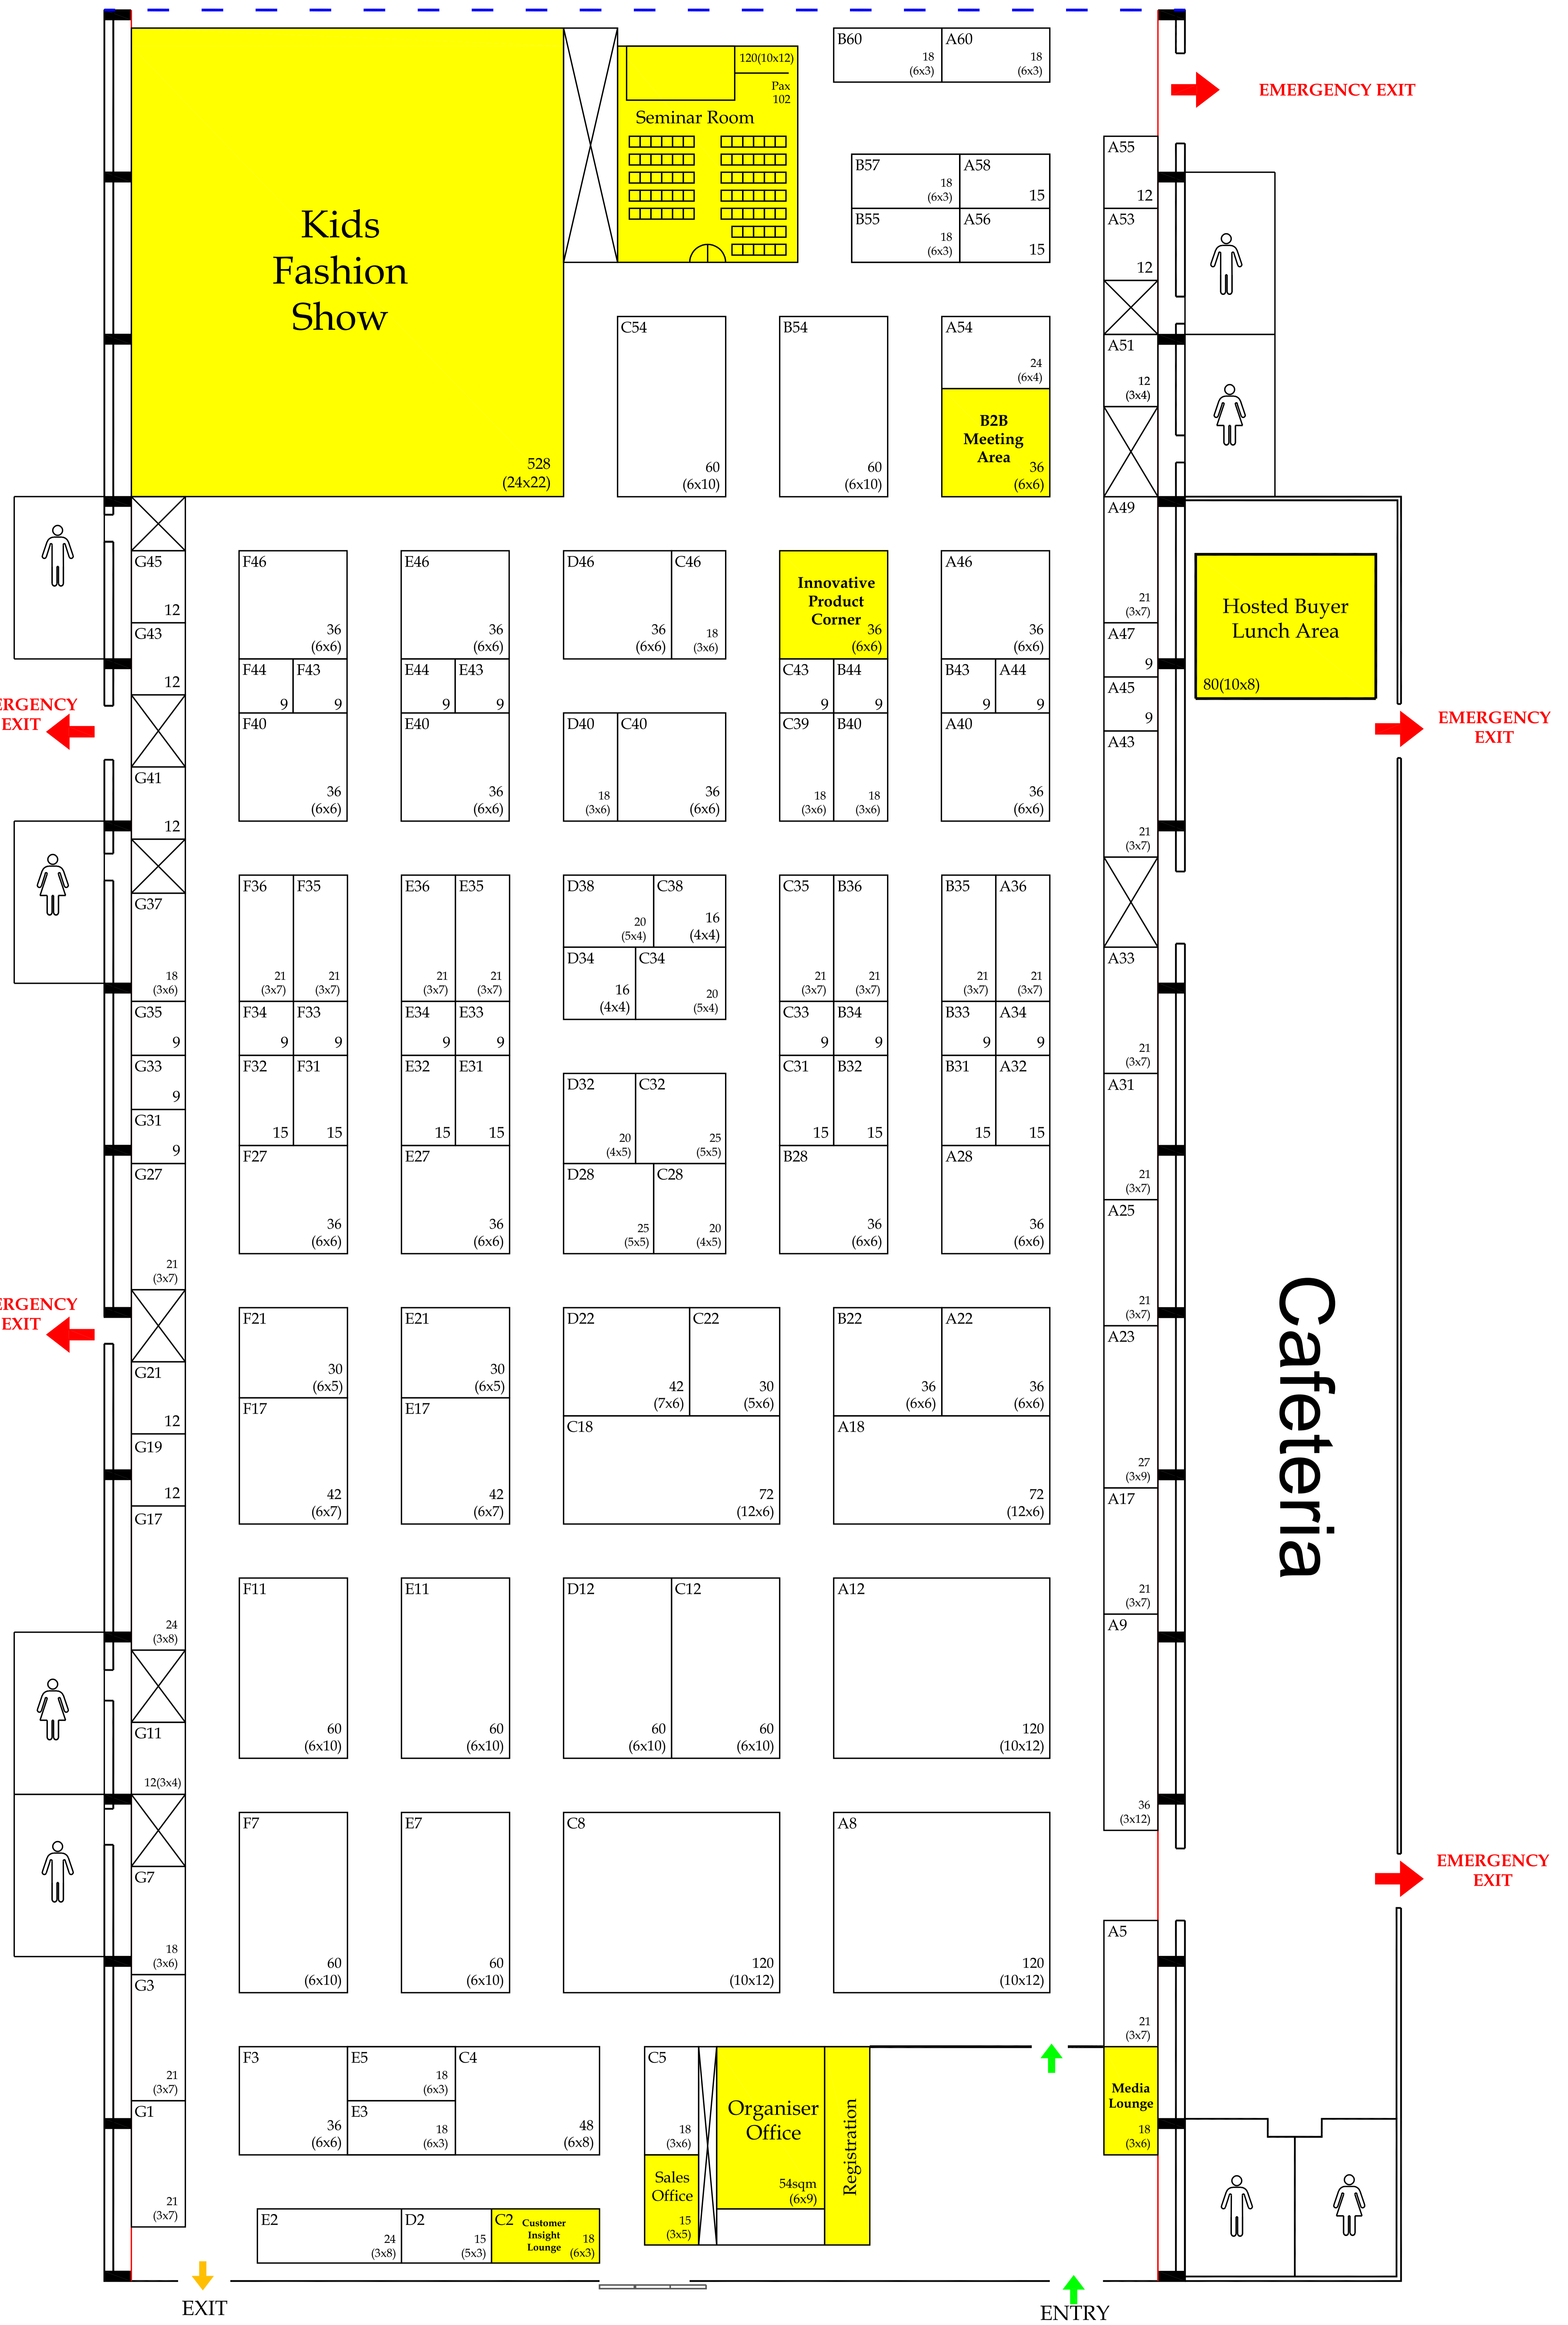 B60
18
(6x3)
A60
18
(6x3)
EMERGENCY EXIT
120(10x12)
Pax
102
Seminar Room
Kids
Fashion
Show
528
(24x22)
B57
18
(6x3)
A58
15
B55
18
(6x3)
A56
15
A55
12
A53
12
A51
12
(3x4)
C54
60
(6x10)
B54
60
(6x10)
A54
24
(6x4)
B2B
Meeting
Area
36
(6x6)
A49
21
(3x7)
A47
9
A45
9
A43
21
(3x7)
Hosted Buyer
Lunch Area
80(10x8)
EMERGENCY
EXIT
G45
12
G43
12
ERGENCY
EXIT
G41
12
F46
36
(6x6)
F44
9
F43
9
F40
36
(6x6)
E46
36
(6x6)
E44
9
E43
9
E40
36
(6x6)
D46
36
(6x6)
C46
18
(3x6)
D40
18
(3x6)
C40
36
(6x6)
Innovative
Product
Corner
36
(6x6)
C43
9
B44
9
C39
18
(3x6)
B40
18
(3x6)
A46
36
(6x6)
B43
9
A44
9
A40
36
(6x6)
G37
18
(3x6)
G35
9
G33
9
G31
9
G27
21
(3x7)
F36
21
(3x7)
F35
21
(3x7)
F34
9
F33
9
F32
15
F31
15
F27
36
(6x6)
E36
21
(3x7)
E35
21
(3x7)
E34
9
E33
9
E32
15
E31
15
E27
36
(6x6)
D38
20
(5x4)
C38
16
(4x4)
D34
16
(4x4)
C34
20
(5x4)
D32
20
(4x5)
C32
25
(5x5)
D28
25
(5x5)
C28
20
(4x5)
C35
21
(3x7)
B36
21
(3x7)
C33
9
B34
9
C31
15
B32
15
B28
36
(6x6)
B35
21
(3x7)
A36
21
(3x7)
B33
9
A34
9
B31
15
A32
15
A28
36
(6x6)
A33
21
(3x7)
A31
21
(3x7)
A25
21
(3x7)
A23
27
(3x9)
A17
21
(3x7)
A9
36
(3x12)
Cafeteria
ERGENCY
EXIT
G21
12
G19
12
G17
24
(3x8)
G11
12(3x4)
F21
30
(6x5)
F17
42
(6x7)
E21
30
(6x5)
E17
42
(6x7)
D22
42
(7x6)
C22
30
(5x6)
C18
72
(12x6)
B22
36
(6x6)
A22
36
(6x6)
A18
72
(12x6)
F11
60
(6x10)
E11
60
(6x10)
D12
60
(6x10)
C12
60
(6x10)
A12
120
(10x12)
G7
18
(3x6)
G3
21
(3x7)
G1
21
(3x7)
F7
60
(6x10)
E7
60
(6x10)
C8
120
(10x12)
A8
120
(10x12)
EMERGENCY
EXIT
A5
21
(3x7)
F3
36
(6x6)
E5
18
(6x3)
E3
18
(6x3)
C4
48
(6x8)
C5
18
(3x6)
Sales
Office
15
(3x5)
Organiser
Office
54sqm
(6x9)
Registration
Media
Lounge
18
(3x6)
E2
24
(3x8)
D2
15
(5x3)
C2
Customer
Insight
Lounge
18
(6x3)
EXIT
ENTRY